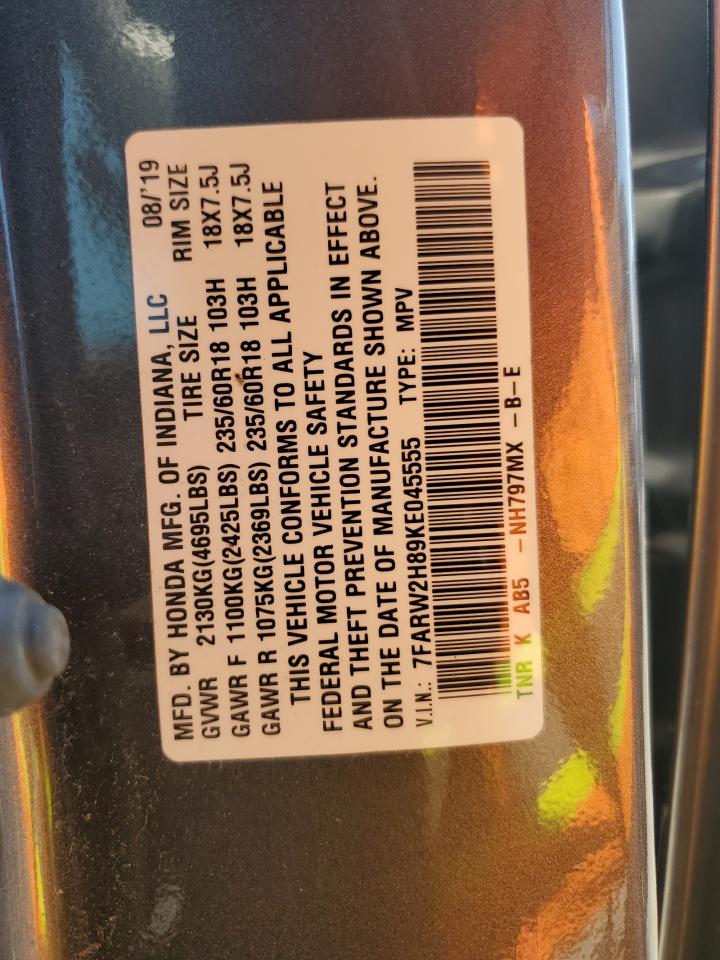 MFD. BY HONDA MFG. OF INDIANA, LLC 08/'19
GVWR 2130KG(4695LBS) TIRE SIZE RIM SIZE
GAWR F 1100KG(2425LBS) 235/60R18 103H 18X7.5J
GAWR R 1075KG(2369LBS) 235/60R18 103H 18X7.5J
THIS VEHICLE CONFORMS TO ALL APPLICABLE
FEDERAL MOTOR VEHICLE SAFETY
AND THEFT PREVENTION STANDARDS IN EFFECT
ON THE DATE OF MANUFACTURE SHOWN ABOVE.
V.I.N.: 7FARW2H89KE045555 TYPE: MPV
TNR K AB5 -NH797MX -B-E